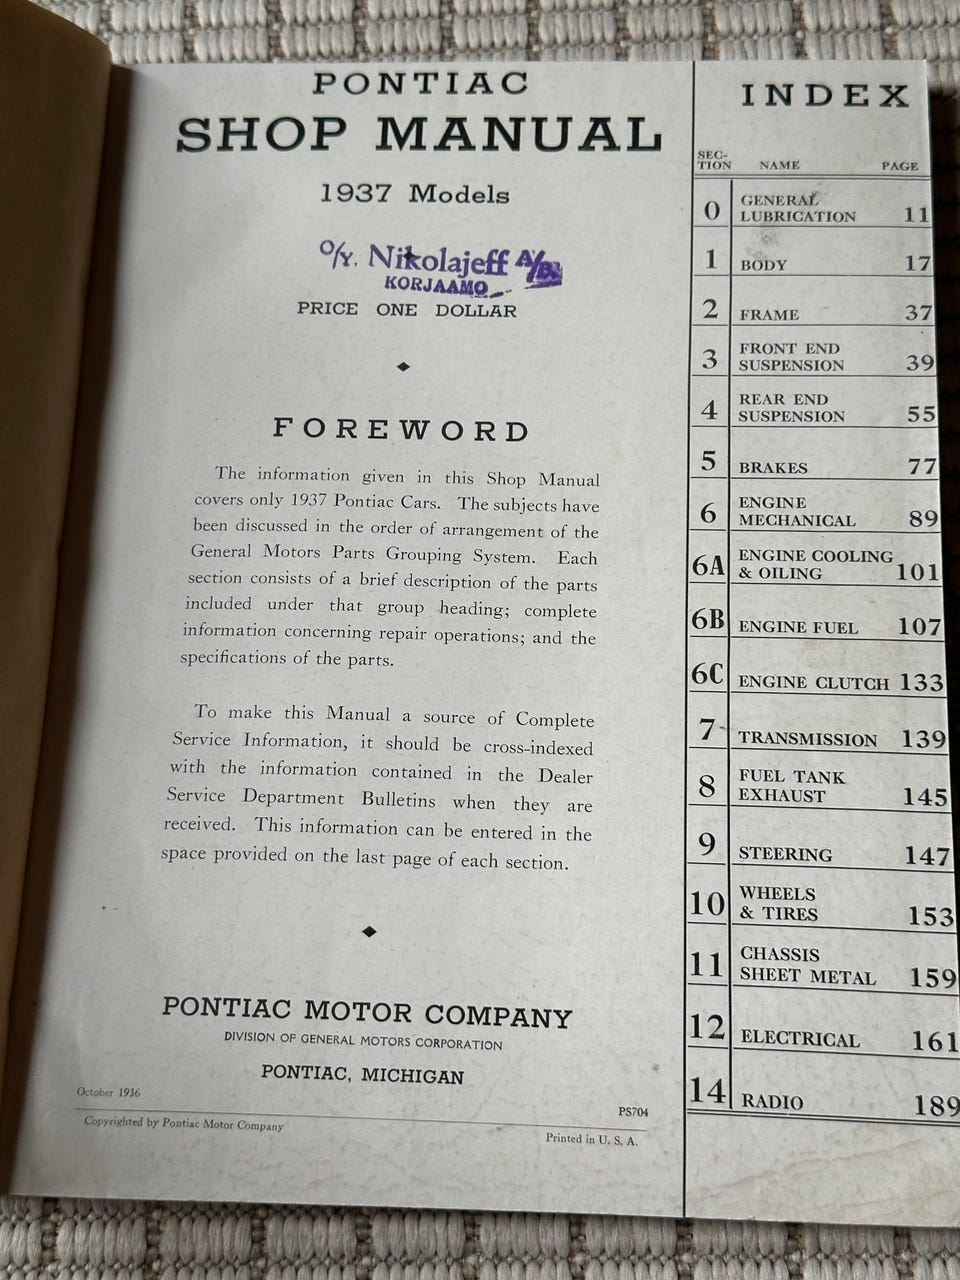 PONTIAC
SHOP MANUAL
1937 Models
O/Y. Nikolajeff A/B.
KORJAAMO
PRICE ONE DOLLAR
FOREWORD
The information given in this Shop Manual
covers only 1937 Pontiac Cars. The subjects have
been discussed in the order of arrangement of the
General Motors Parts Grouping System. Each
section consists of a brief description of the parts
included under that group heading; complete
information concerning repair operations; and the
specifications of the parts.
To make this Manual a source of Complete
Service Information, it should be cross-indexed
with the information contained in the Dealer
Service Department Bulletins when they are
received. This information can be entered in the
space provided on the last page of each section.
PONTIAC MOTOR COMPANY
DIVISION OF GENERAL MOTORS CORPORATION
PONTIAC, MICHIGAN
October 1936
PS704
Copyrighted by Pontiac Motor Company
Printed in U. S. A.
INDEX
SEC-
TION NAME PAGE
0 GENERAL
LUBRICATION 11
1 BODY 17
2 FRAME 37
3 FRONT END
SUSPENSION 39
4 REAR END
SUSPENSION 55
5 BRAKES 77
6 ENGINE
MECHANICAL 89
6A ENGINE COOLING
& OILING 101
6B ENGINE FUEL 107
6C ENGINE CLUTCH 133
7 TRANSMISSION 139
8 FUEL TANK
EXHAUST 145
9 STEERING 147
10 WHEELS
& TIRES 153
11 CHASSIS
SHEET METAL 159
12 ELECTRICAL 161
14 RADIO 189